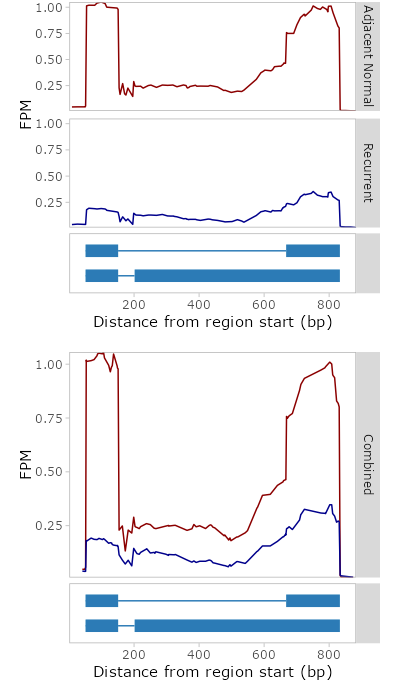 1.00
0.75
0.50
0.25
Adjacent Normal
FPM
1.00
0.75
0.50
0.25
Recurrent
200 400 600 800
Distance from region start (bp)
1.00
0.75
0.50
0.25
FPM
Combined
200 400 600 800
Distance from region start (bp)